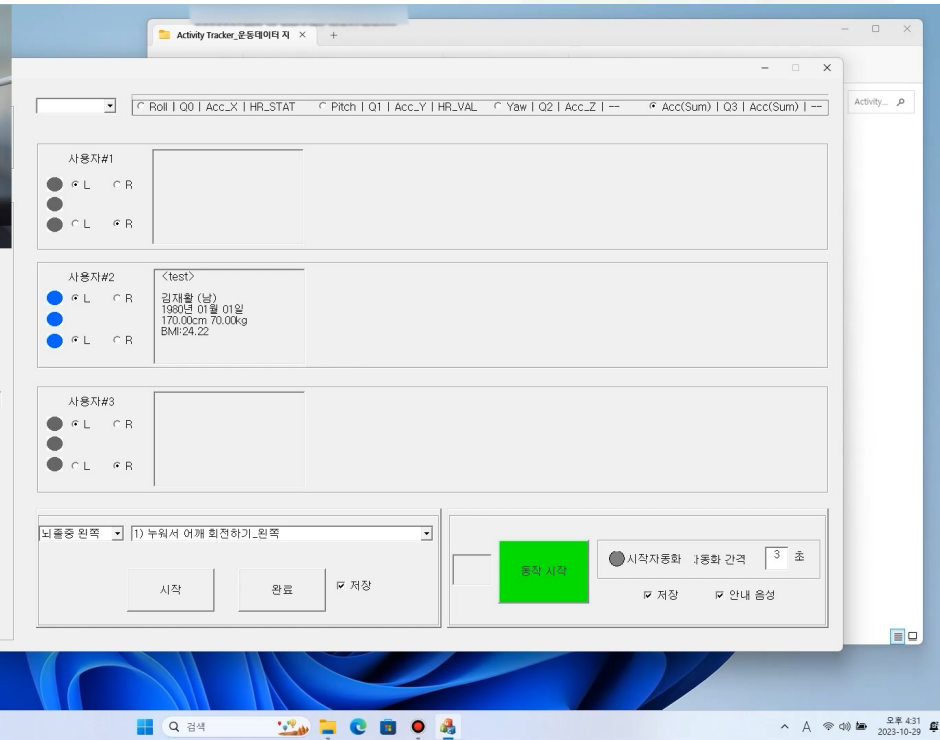 Activity Tracker_운동데이터 지
Activity...
Roll | Q0 | Acc_X | HR_STAT Pitch | Q1 | Acc_Y | HR_VAL Yaw | Q2 | Acc_Z | -- Acc(Sum) | Q3 | Acc(Sum) | --
사용자#1
L R
L R
사용자#2
L R
L R
<test>
김재활 (남)
1980년 01월 01일
170.00cm 70.00kg
BMI:24.22
사용자#3
L R
L R
뇌졸중 왼쪽 1) 누워서 어깨 회전하기_왼쪽
시작 완료 저장
동작 시작
시작자동화 자동화 간격 3 초
저장 안내 음성
검색
A
오후 4:31
2023-10-29